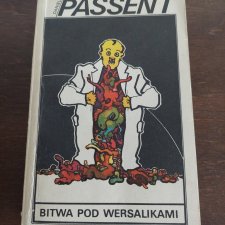 PASSENT
BITWA POD WERSALIKAMI